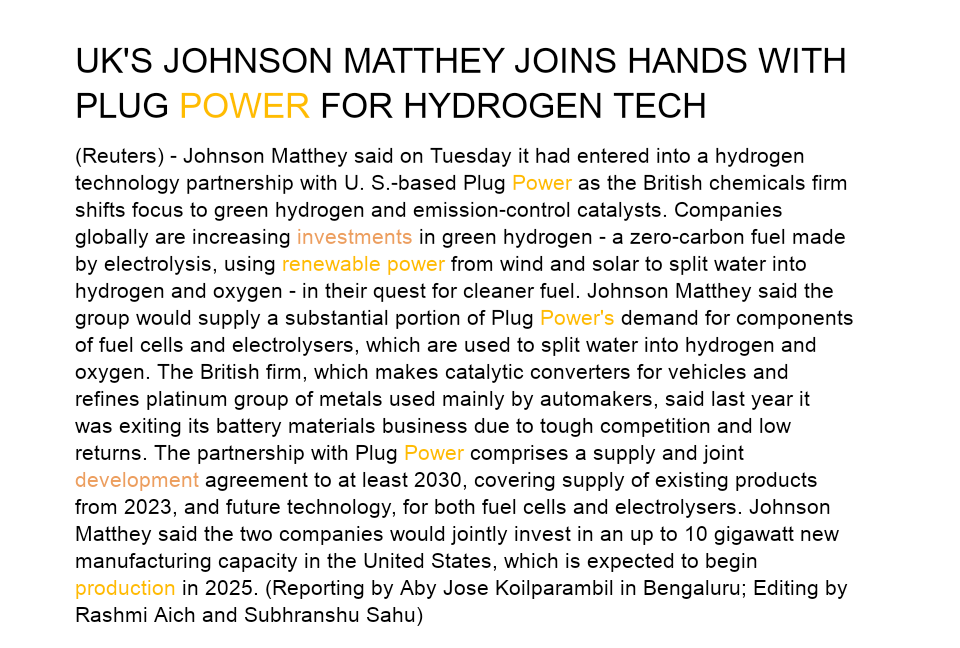 UK'S JOHNSON MATTHEY JOINS HANDS WITH
PLUG POWER FOR HYDROGEN TECH
(Reuters) - Johnson Matthey said on Tuesday it had entered into a hydrogen
technology partnership with U. S.-based Plug Power as the British chemicals firm
shifts focus to green hydrogen and emission-control catalysts. Companies
globally are increasing investments in green hydrogen - a zero-carbon fuel made
by electrolysis, using renewable power from wind and solar to split water into
hydrogen and oxygen - in their quest for cleaner fuel. Johnson Matthey said the
group would supply a substantial portion of Plug Power's demand for components
of fuel cells and electrolysers, which are used to split water into hydrogen and
oxygen. The British firm, which makes catalytic converters for vehicles and
refines platinum group of metals used mainly by automakers, said last year it
was exiting its battery materials business due to tough competition and low
returns. The partnership with Plug Power comprises a supply and joint
development agreement to at least 2030, covering supply of existing products
from 2023, and future technology, for both fuel cells and electrolysers. Johnson
Matthey said the two companies would jointly invest in an up to 10 gigawatt new
manufacturing capacity in the United States, which is expected to begin
production in 2025. (Reporting by Aby Jose Koilparambil in Bengaluru; Editing by
Rashmi Aich and Subhranshu Sahu)